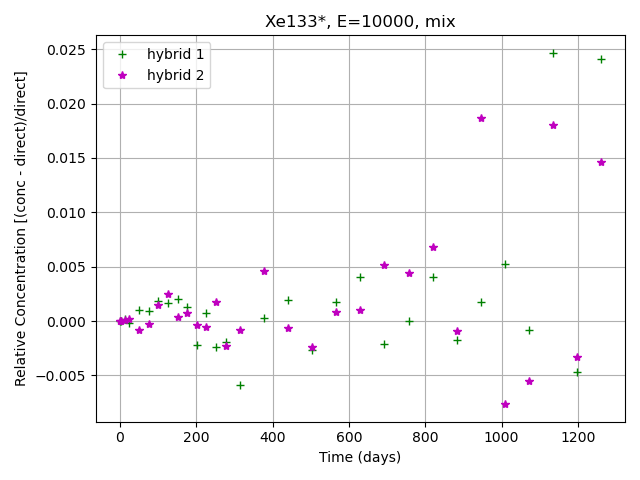 Xe133*, E=10000, mix
hybrid 1
hybrid 2
Relative Concentration [(conc - direct)/direct]
0.025
0.020
0.015
0.010
0.005
0.000
−0.005
0 200 400 600 800 1000 1200
Time (days)